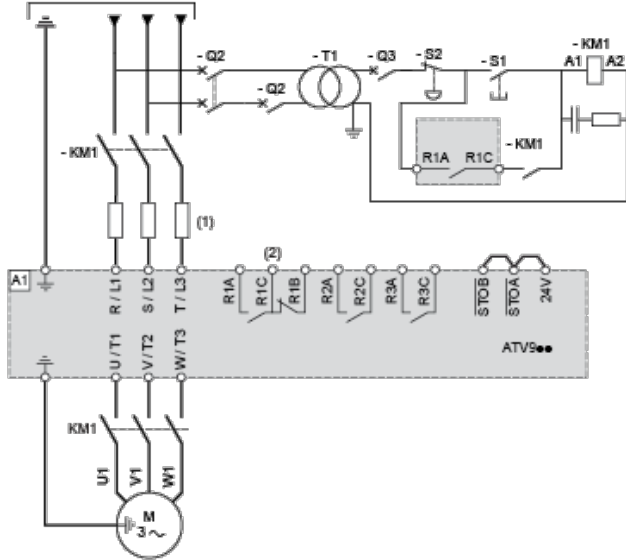 - Q2
- T1
- Q3
- S2
- S1
- KM1
A1
A2
- Q2
R1A
R1C
- KM1
- KM1
(1)
(2)
A1
R / L1
S / L2
T / L3
R1A
R1C
R1B
R2A
R2C
R3A
R3C
STOB
STOA
24V
ATV9●●
U / T1
V / T2
W / T3
KM1
U1
V1
W1
M
3 ~